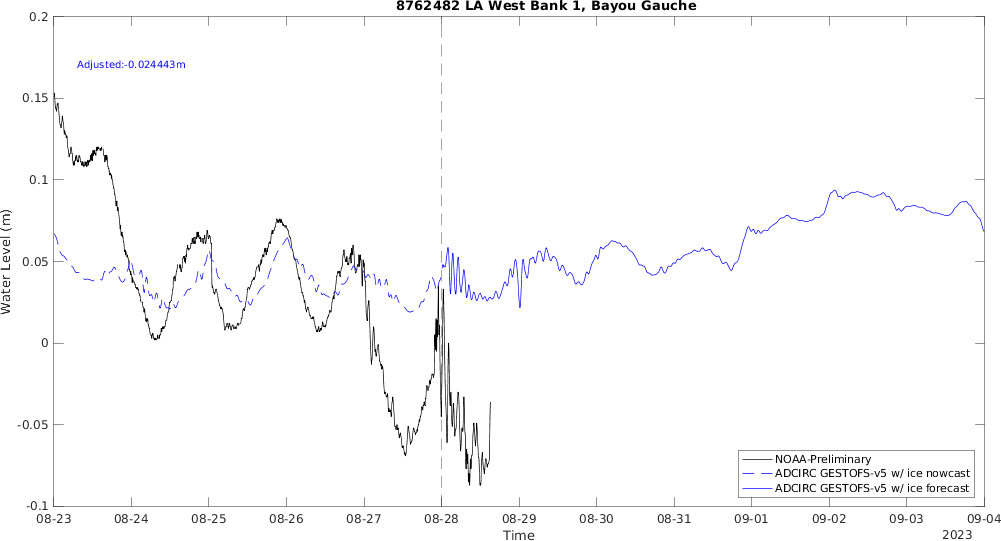 8762482 LA West Bank 1, Bayou Gauche
Adjusted:-0.024443m
Water Level (m)
0.2
0.15
0.1
0.05
0
-0.05
-0.1
NOAA-Preliminary
ADCIRC GESTOFS-v5 w/ ice nowcast
ADCIRC GESTOFS-v5 w/ ice forecast
08-23 08-24 08-25 08-26 08-27 08-28 08-29 08-30 08-31 09-01 09-02 09-03 09-04
Time
2023